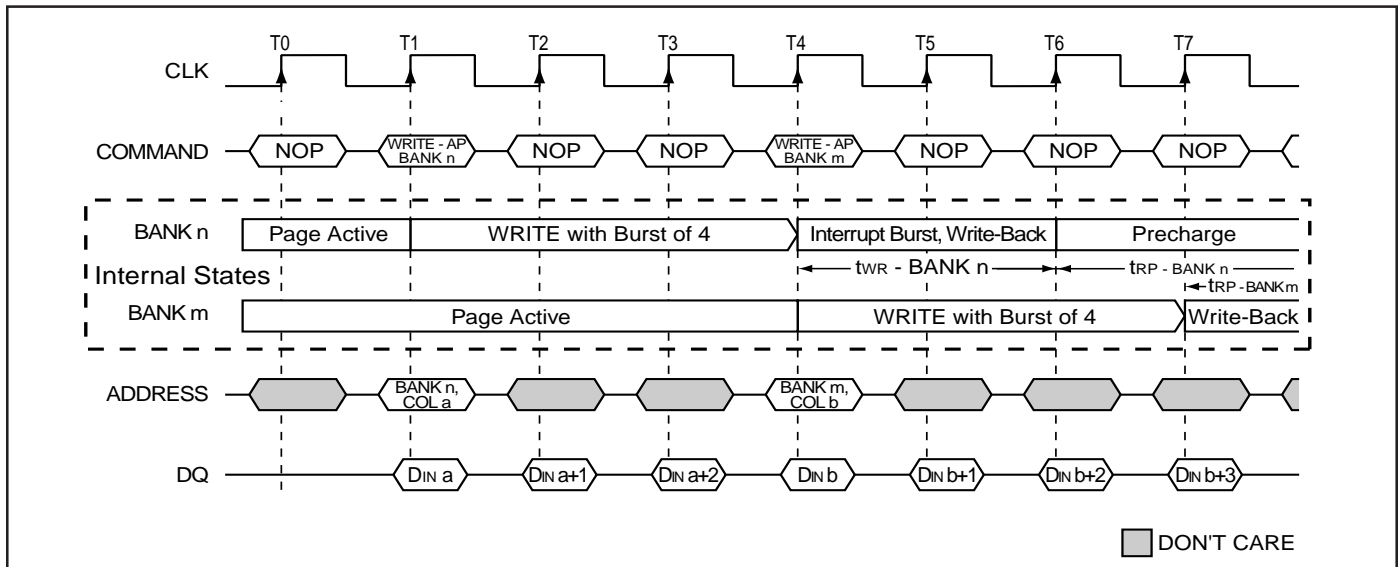 T0 T1 T2 T3 T4 T5 T6 T7
CLK
COMMAND NOP WRITE - AP BANK n NOP NOP WRITE - AP BANK m NOP NOP NOP
BANK n Page Active WRITE with Burst of 4 Interrupt Burst, Write-Back Precharge
tWR - BANK n tRP - BANK n
Internal States
tRP - BANK m
BANK m Page Active WRITE with Burst of 4 Write-Back
ADDRESS BANK n, COL a BANK m, COL b
DQ DIN a DIN a+1 DIN a+2 DIN b DIN b+1 DIN b+2 DIN b+3
DON'T CARE